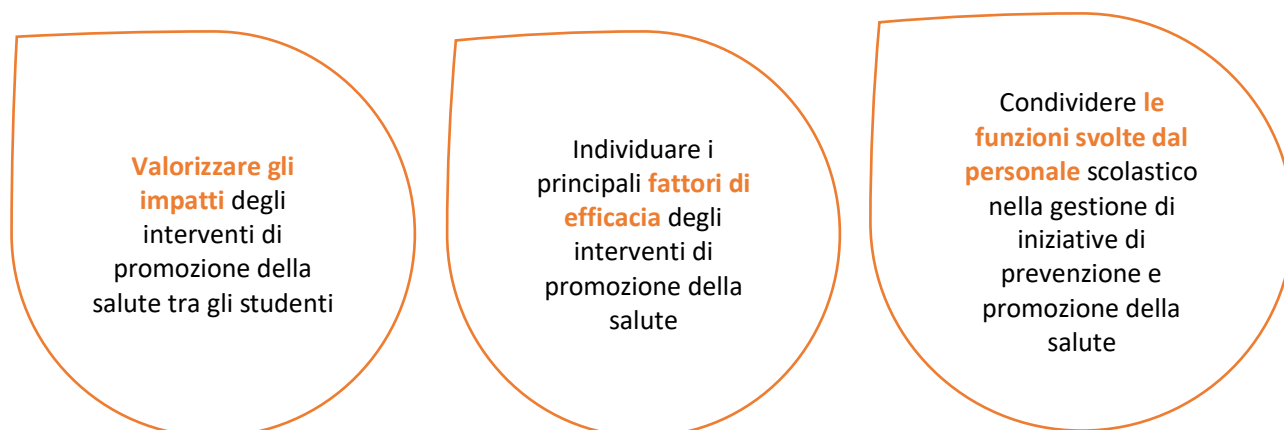 Valorizzare gli
impatti degli
interventi di
promozione della
salute tra gli studenti
Individuare i
principali fattori di
efficacia degli
interventi di
promozione della
salute
Condividere le
funzioni svolte dal
personale scolastico
nella gestione di
iniziative di
prevenzione e
promozione della
salute